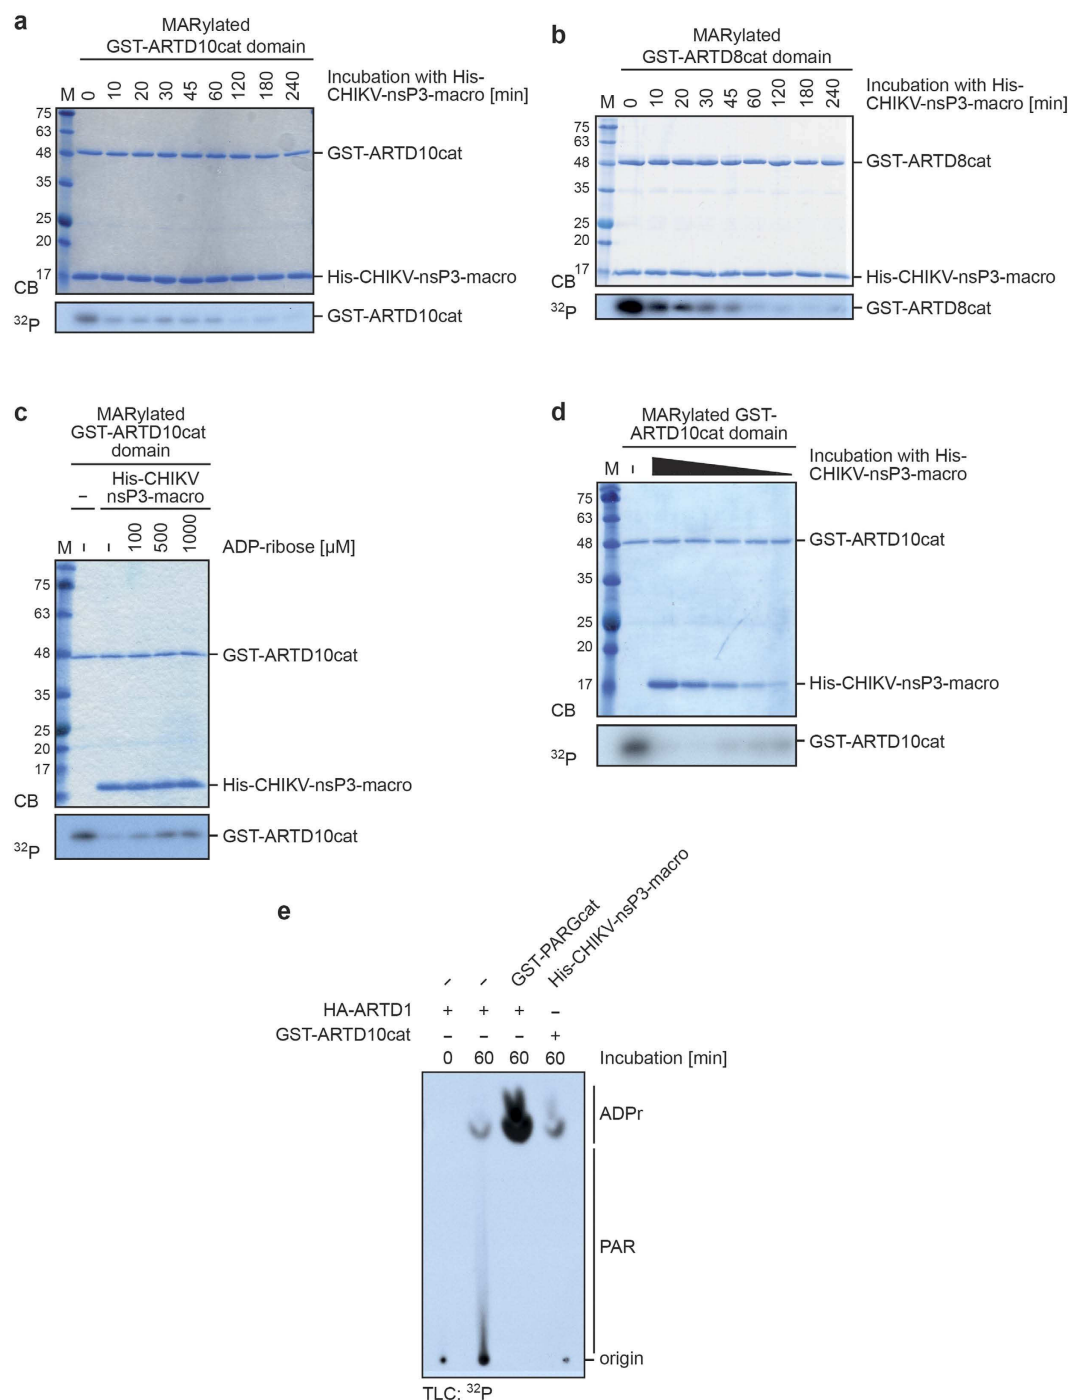 a
MARylated
GST-ARTD10cat domain
M 0 10 20 30 45 60 120 180 240
Incubation with His-
CHIKV-nsP3-macro [min]
75
63
48
35
25
20
17
CB
GST-ARTD10cat
His-CHIKV-nsP3-macro
32P
GST-ARTD10cat
b
MARylated
GST-ARTD8cat domain
M 0 10 20 30 45 60 120 180 240
Incubation with His-
CHIKV-nsP3-macro [min]
75
63
48
35
25
20
17
CB
GST-ARTD8cat
His-CHIKV-nsP3-macro
32P
GST-ARTD8cat
c
MARylated
GST-ARTD10cat
domain
His-CHIKV
– nsP3-macro
M – – 100 500 1000
ADP-ribose [µM]
75
63
48
35
25
20
17
CB
GST-ARTD10cat
His-CHIKV-nsP3-macro
32P
GST-ARTD10cat
d
MARylated GST-
ARTD10cat domain
M –
Incubation with His-
CHIKV-nsP3-macro
75
63
48
35
25
20
17
CB
GST-ARTD10cat
His-CHIKV-nsP3-macro
32P
GST-ARTD10cat
e
– – GST-PARGcat His-CHIKV-nsP3-macro
HA-ARTD1 + + + –
GST-ARTD10cat – – – +
0 60 60 60 Incubation [min]
ADPr
PAR
origin
TLC: 32P